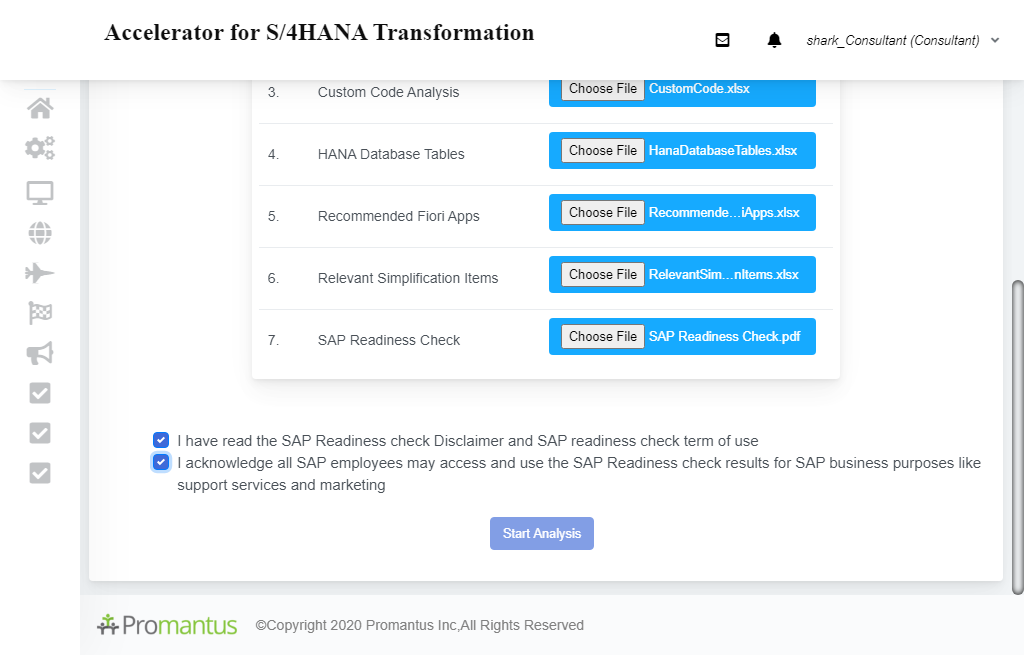 Accelerator for S/4HANA Transformation
shark_Consultant (Consultant)
3. Custom Code Analysis Choose File CustomCode.xlsx
4. HANA Database Tables Choose File HanaDatabaseTables.xlsx
5. Recommended Fiori Apps Choose File Recommende...iApps.xlsx
6. Relevant Simplification Items Choose File RelevantSim...nItems.xlsx
7. SAP Readiness Check Choose File SAP Readiness Check.pdf
I have read the SAP Readiness check Disclaimer and SAP readiness check term of use
I acknowledge all SAP employees may access and use the SAP Readiness check results for SAP business purposes like
support services and marketing
Start Analysis
Promantus ©Copyright 2020 Promantus Inc,All Rights Reserved